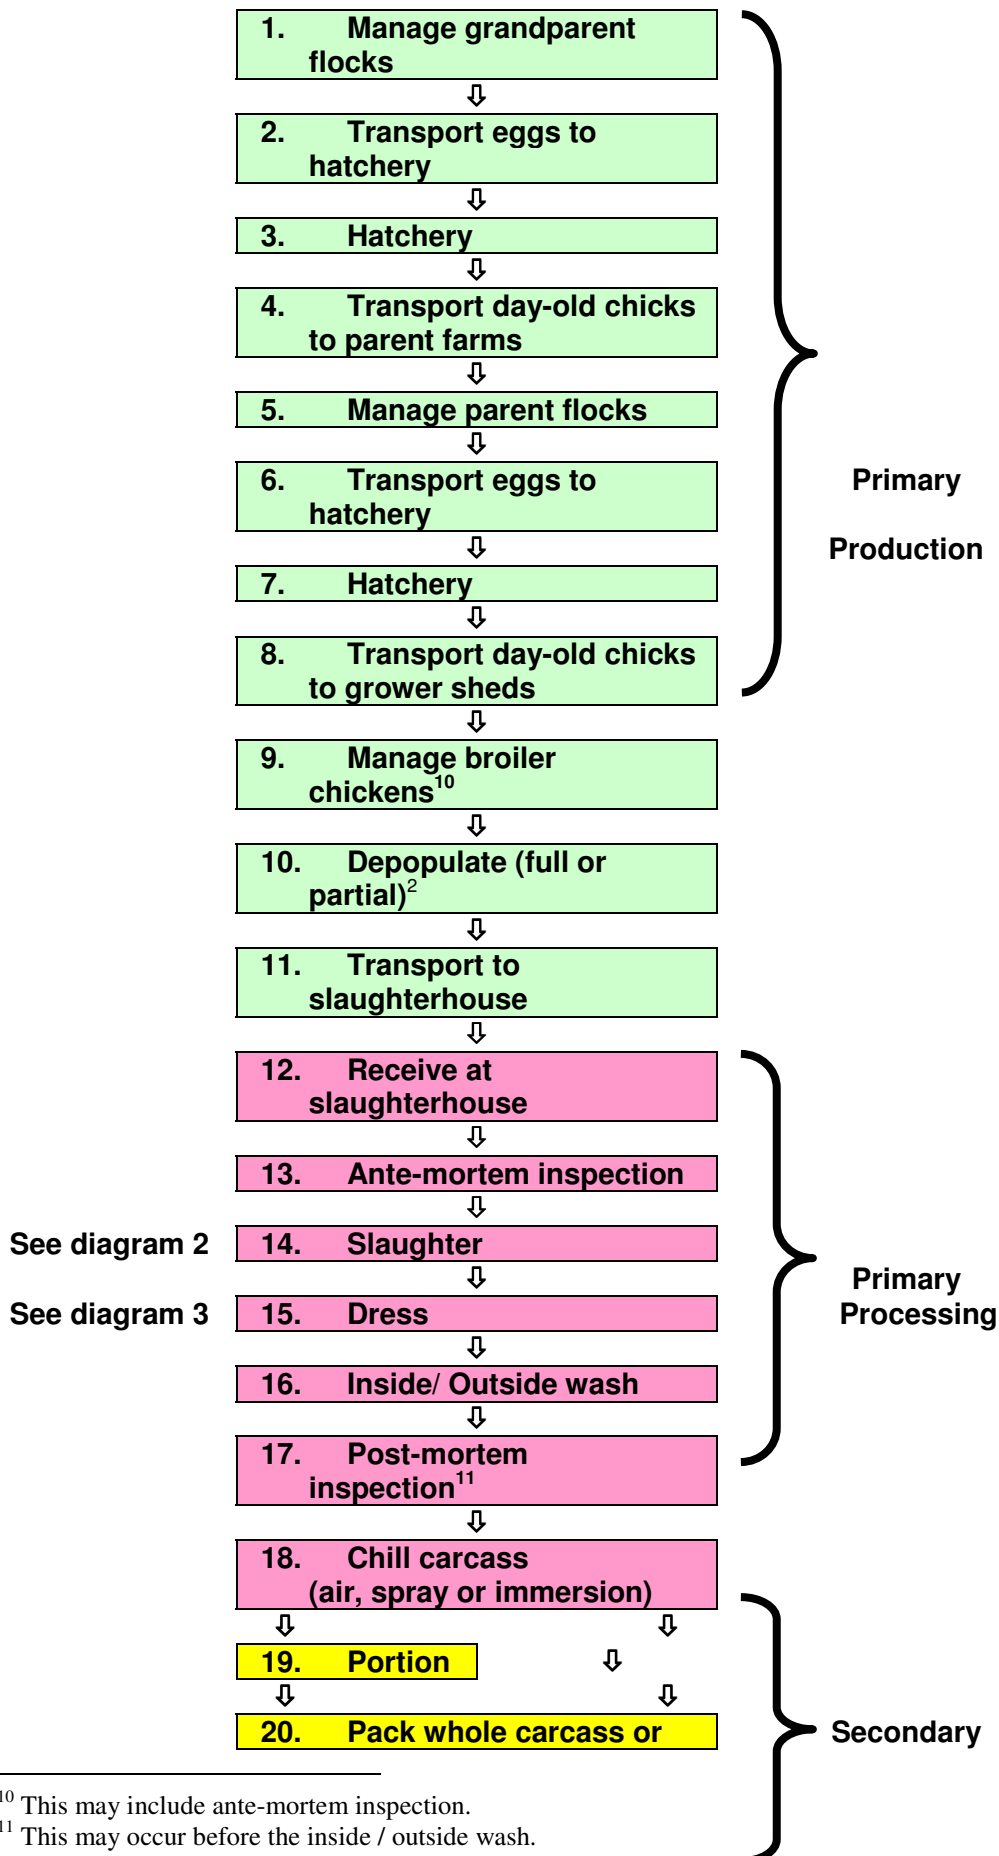 1. Manage grandparent
flocks
⇩
2. Transport eggs to
hatchery
⇩
3. Hatchery
⇩
4. Transport day-old chicks
to parent farms
⇩
5. Manage parent flocks
⇩
6. Transport eggs to
hatchery
⇩
7. Hatchery
⇩
8. Transport day-old chicks
to grower sheds
Primary
Production
⇩
9. Manage broiler
chickens¹⁰
⇩
10. Depopulate (full or
partial)²
⇩
11. Transport to
slaughterhouse
⇩
12. Receive at
slaughterhouse
⇩
13. Ante-mortem inspection
⇩
See diagram 2
14. Slaughter
⇩
See diagram 3
15. Dress
⇩
16. Inside/ Outside wash
⇩
17. Post-mortem
inspection¹¹
Primary
Processing
⇩
18. Chill carcass
(air, spray or immersion)
⇩ ⇩
19. Portion ⇩
⇩ ⇩
20. Pack whole carcass or
Secondary
¹⁰ This may include ante-mortem inspection.
¹¹ This may occur before the inside / outside wash.